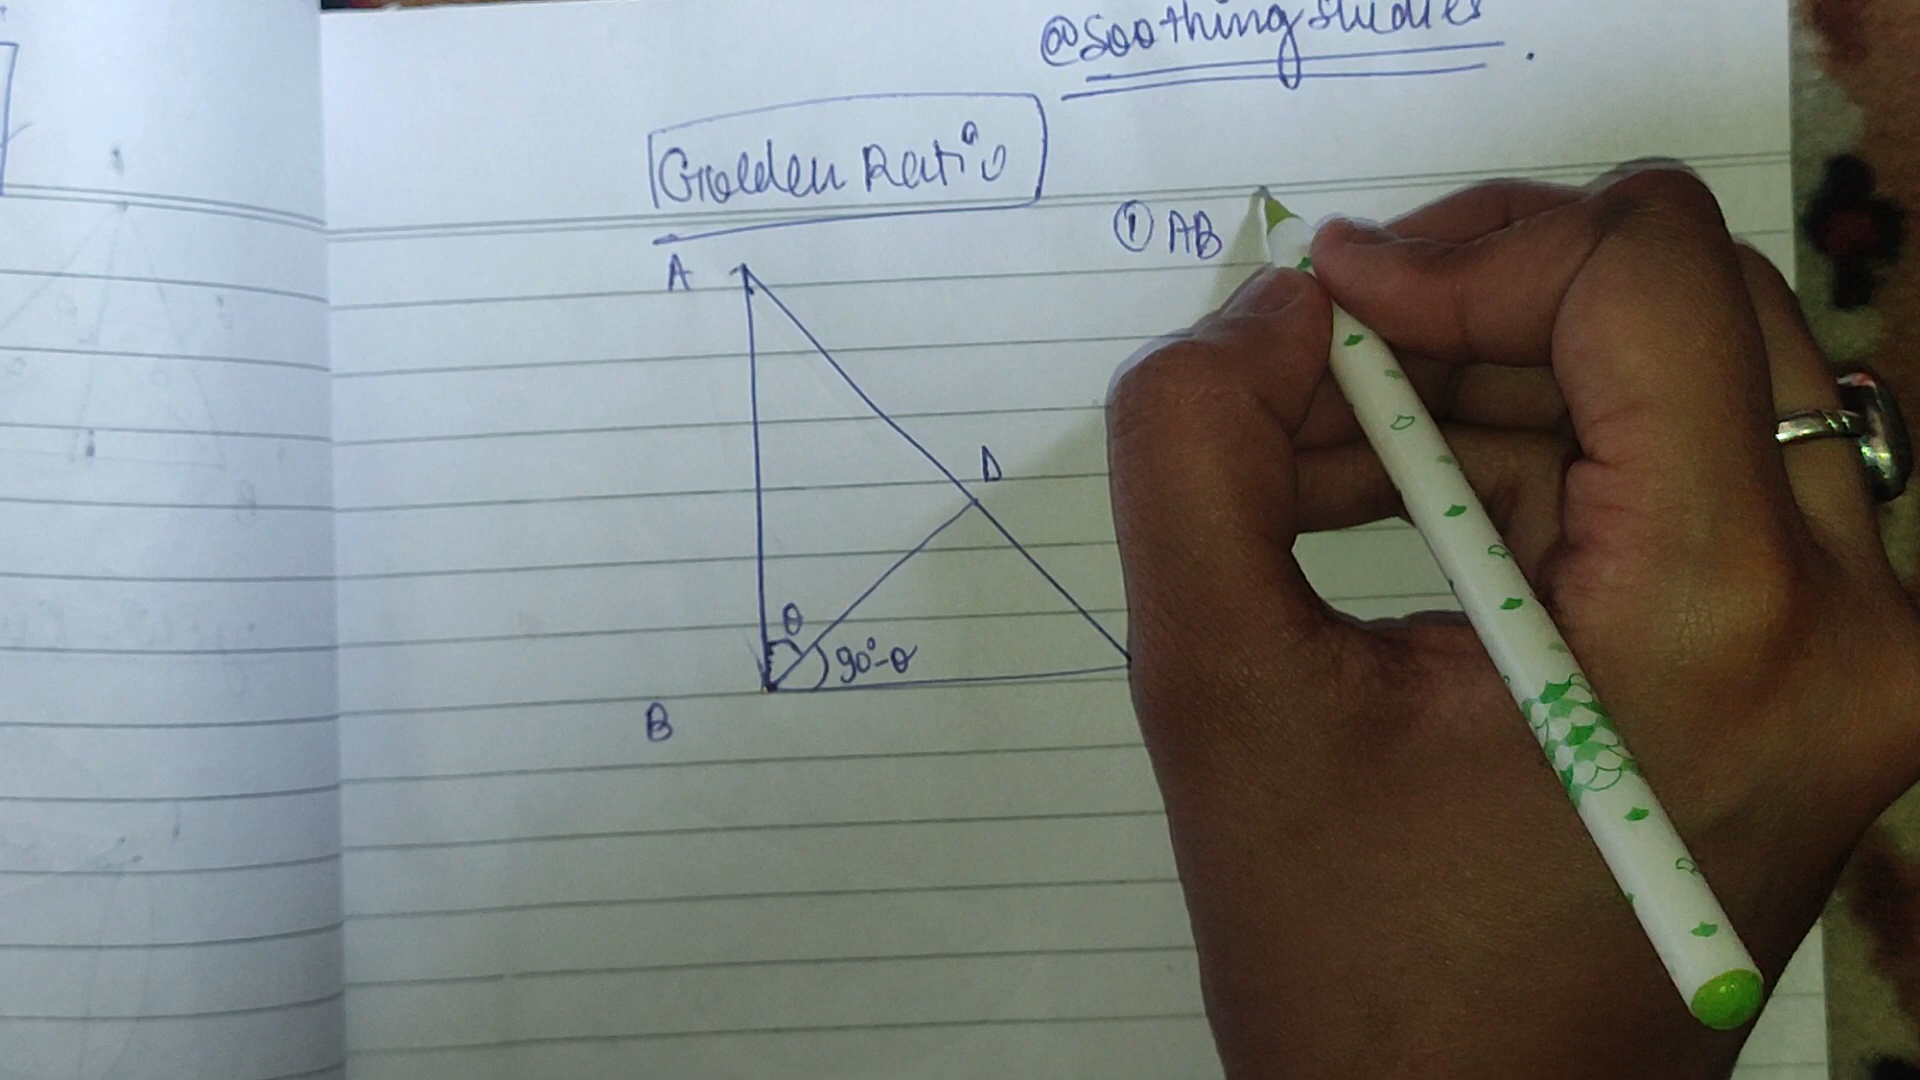 @Soothingstudies
Golden Ratio
① AB
A
D
θ
90°-θ
B